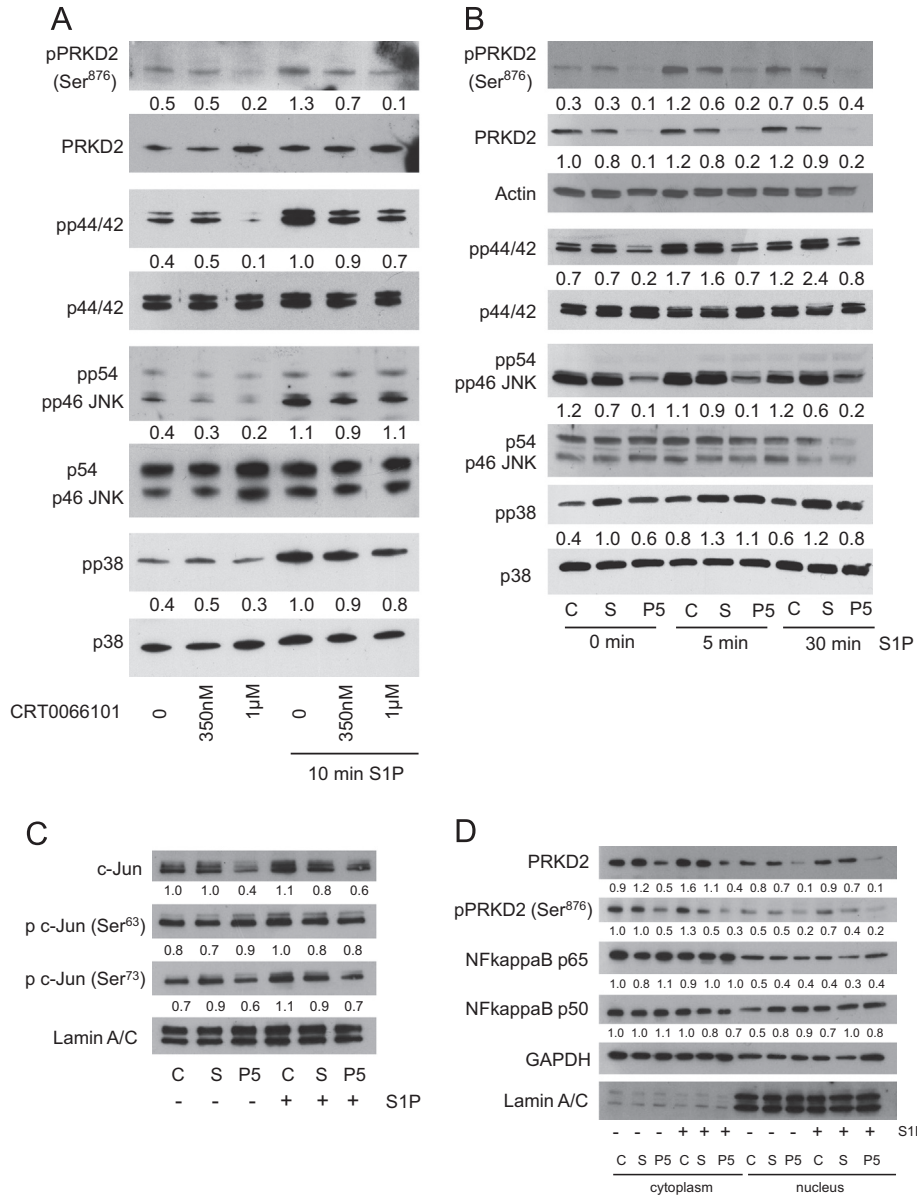 A
pPRKD2
(Ser876)
0.5 0.5 0.2 1.3 0.7 0.1
PRKD2
pp44/42
0.4 0.5 0.1 1.0 0.9 0.7
p44/42
pp54
pp46 JNK
0.4 0.3 0.2 1.1 0.9 1.1
p54
p46 JNK
pp38
0.4 0.5 0.3 1.0 0.9 0.8
p38
CRT0066101 0 350nM 1µM 0 350nM 1µM
10 min S1P
B
pPRKD2
(Ser876)
0.3 0.3 0.1 1.2 0.6 0.2 0.7 0.5 0.4
PRKD2
1.0 0.8 0.1 1.2 0.8 0.2 1.2 0.9 0.2
Actin
pp44/42
0.7 0.7 0.2 1.7 1.6 0.7 1.2 2.4 0.8
p44/42
pp54
pp46 JNK
1.2 0.7 0.1 1.1 0.9 0.1 1.2 0.6 0.2
p54
p46 JNK
pp38
0.4 1.0 0.6 0.8 1.3 1.1 0.6 1.2 0.8
p38
C S P5 C S P5 C S P5
0 min 5 min 30 min S1P
C
c-Jun
1.0 1.0 0.4 1.1 0.8 0.6
p c-Jun (Ser63)
0.8 0.7 0.9 1.0 0.8 0.8
p c-Jun (Ser73)
0.7 0.9 0.6 1.1 0.9 0.7
Lamin A/C
C S P5 C S P5
- - - + + + S1P
D
PRKD2
0.9 1.2 0.5 1.6 1.1 0.4 0.8 0.7 0.1 0.9 0.7 0.1
pPRKD2 (Ser876)
1.0 1.0 0.5 1.3 0.5 0.3 0.5 0.5 0.2 0.7 0.4 0.2
NFkappaB p65
1.0 0.8 1.1 0.9 1.0 1.0 0.5 0.4 0.4 0.4 0.3 0.4
NFkappaB p50
1.0 1.0 1.1 1.0 0.8 0.7 0.5 0.8 0.9 0.7 1.0 0.8
GAPDH
Lamin A/C
- - - + + + - - - + + + S1
C S P5 C S P5 C S P5 C S P5
cytoplasm nucleus